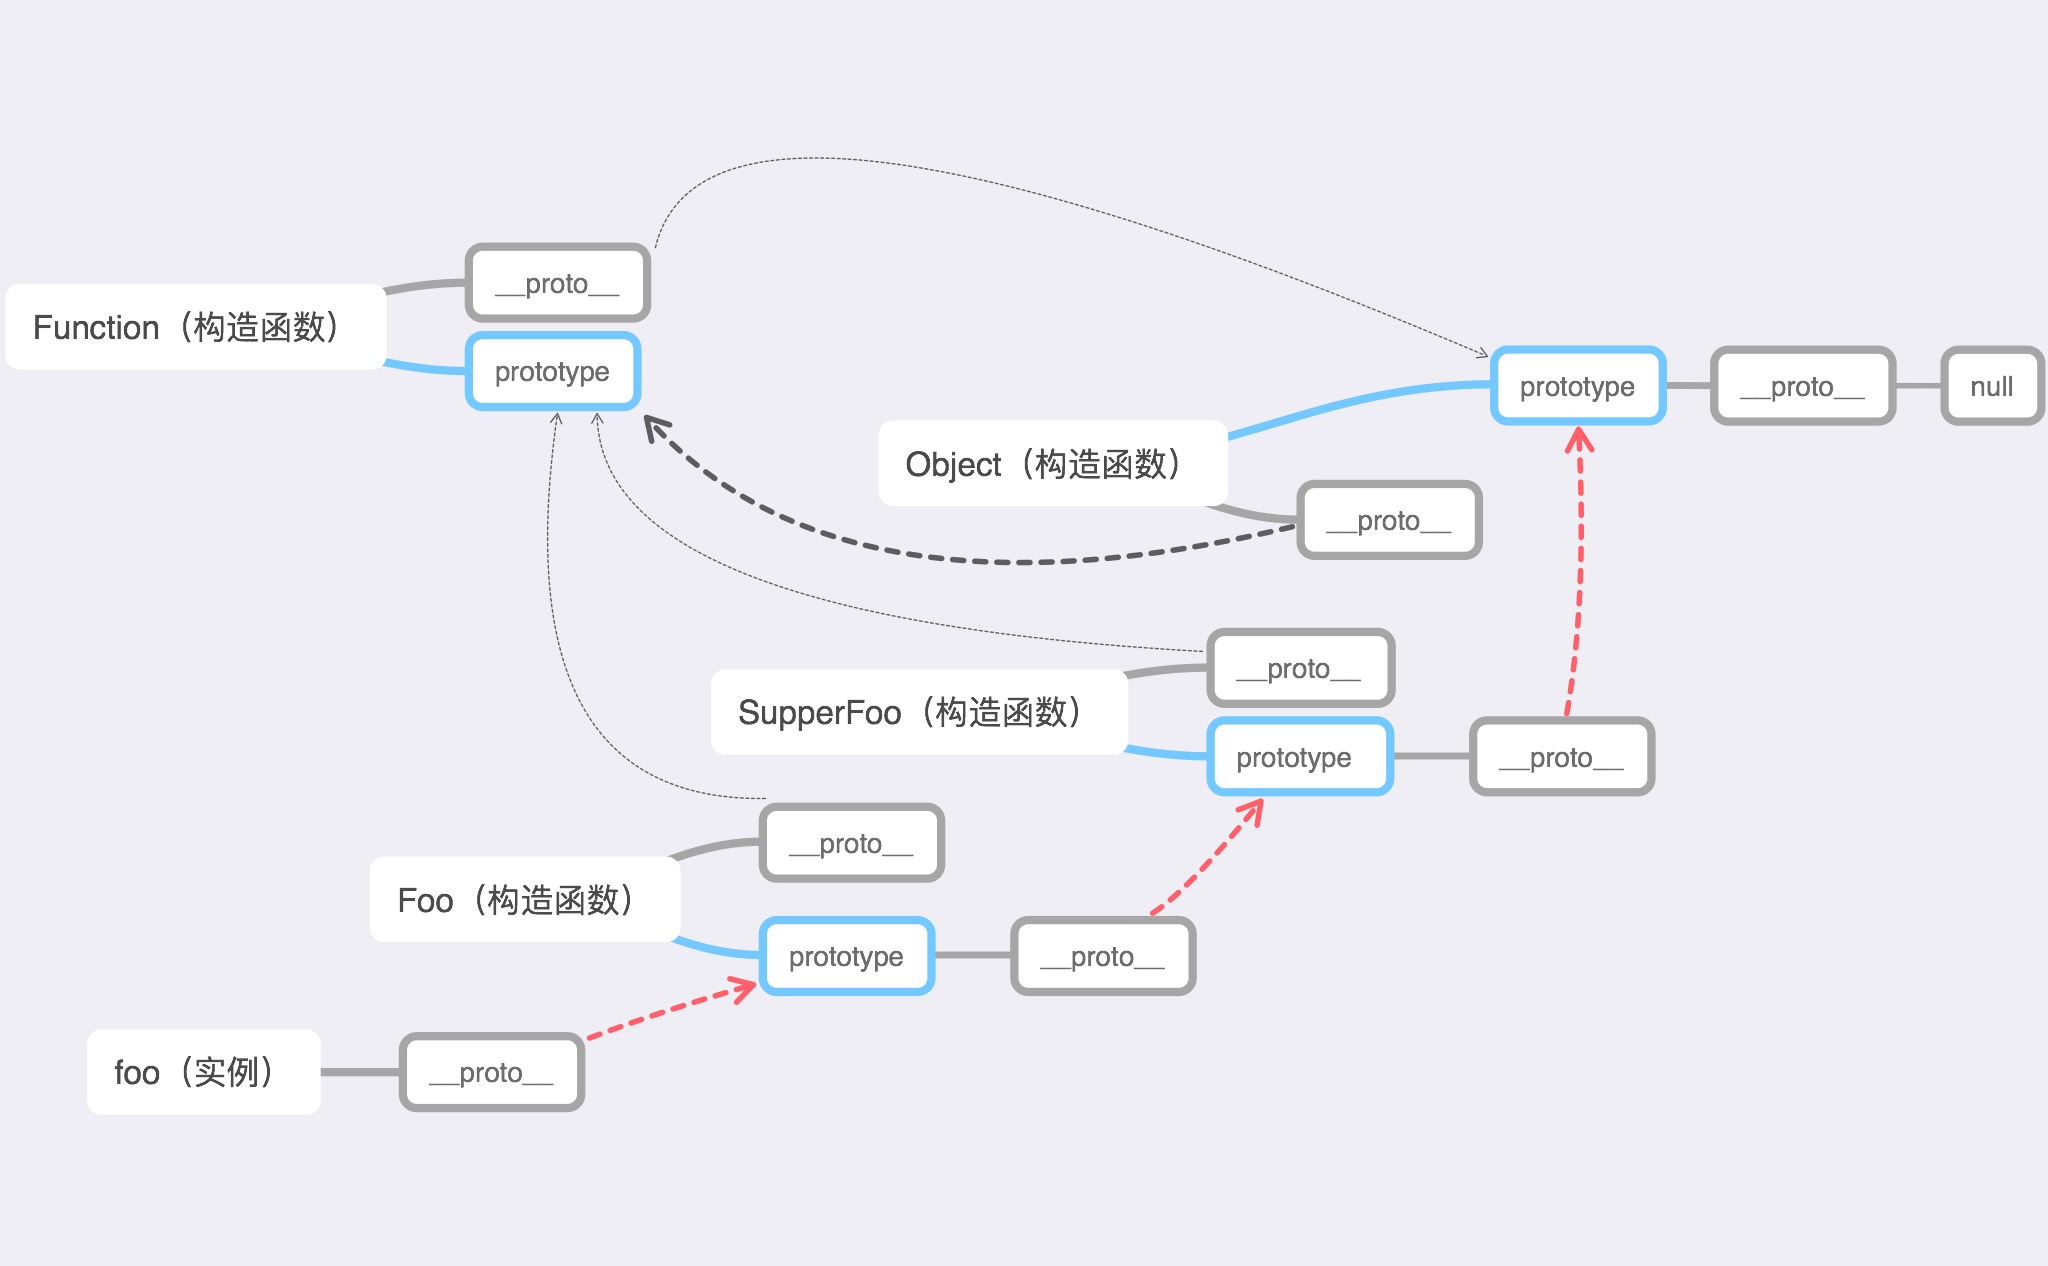 __proto__
Function（构造函数）
prototype
prototype
__proto__
null
Object（构造函数）
__proto__
__proto__
SupperFoo（构造函数）
prototype
__proto__
__proto__
Foo（构造函数）
prototype
__proto__
foo（实例）
__proto__